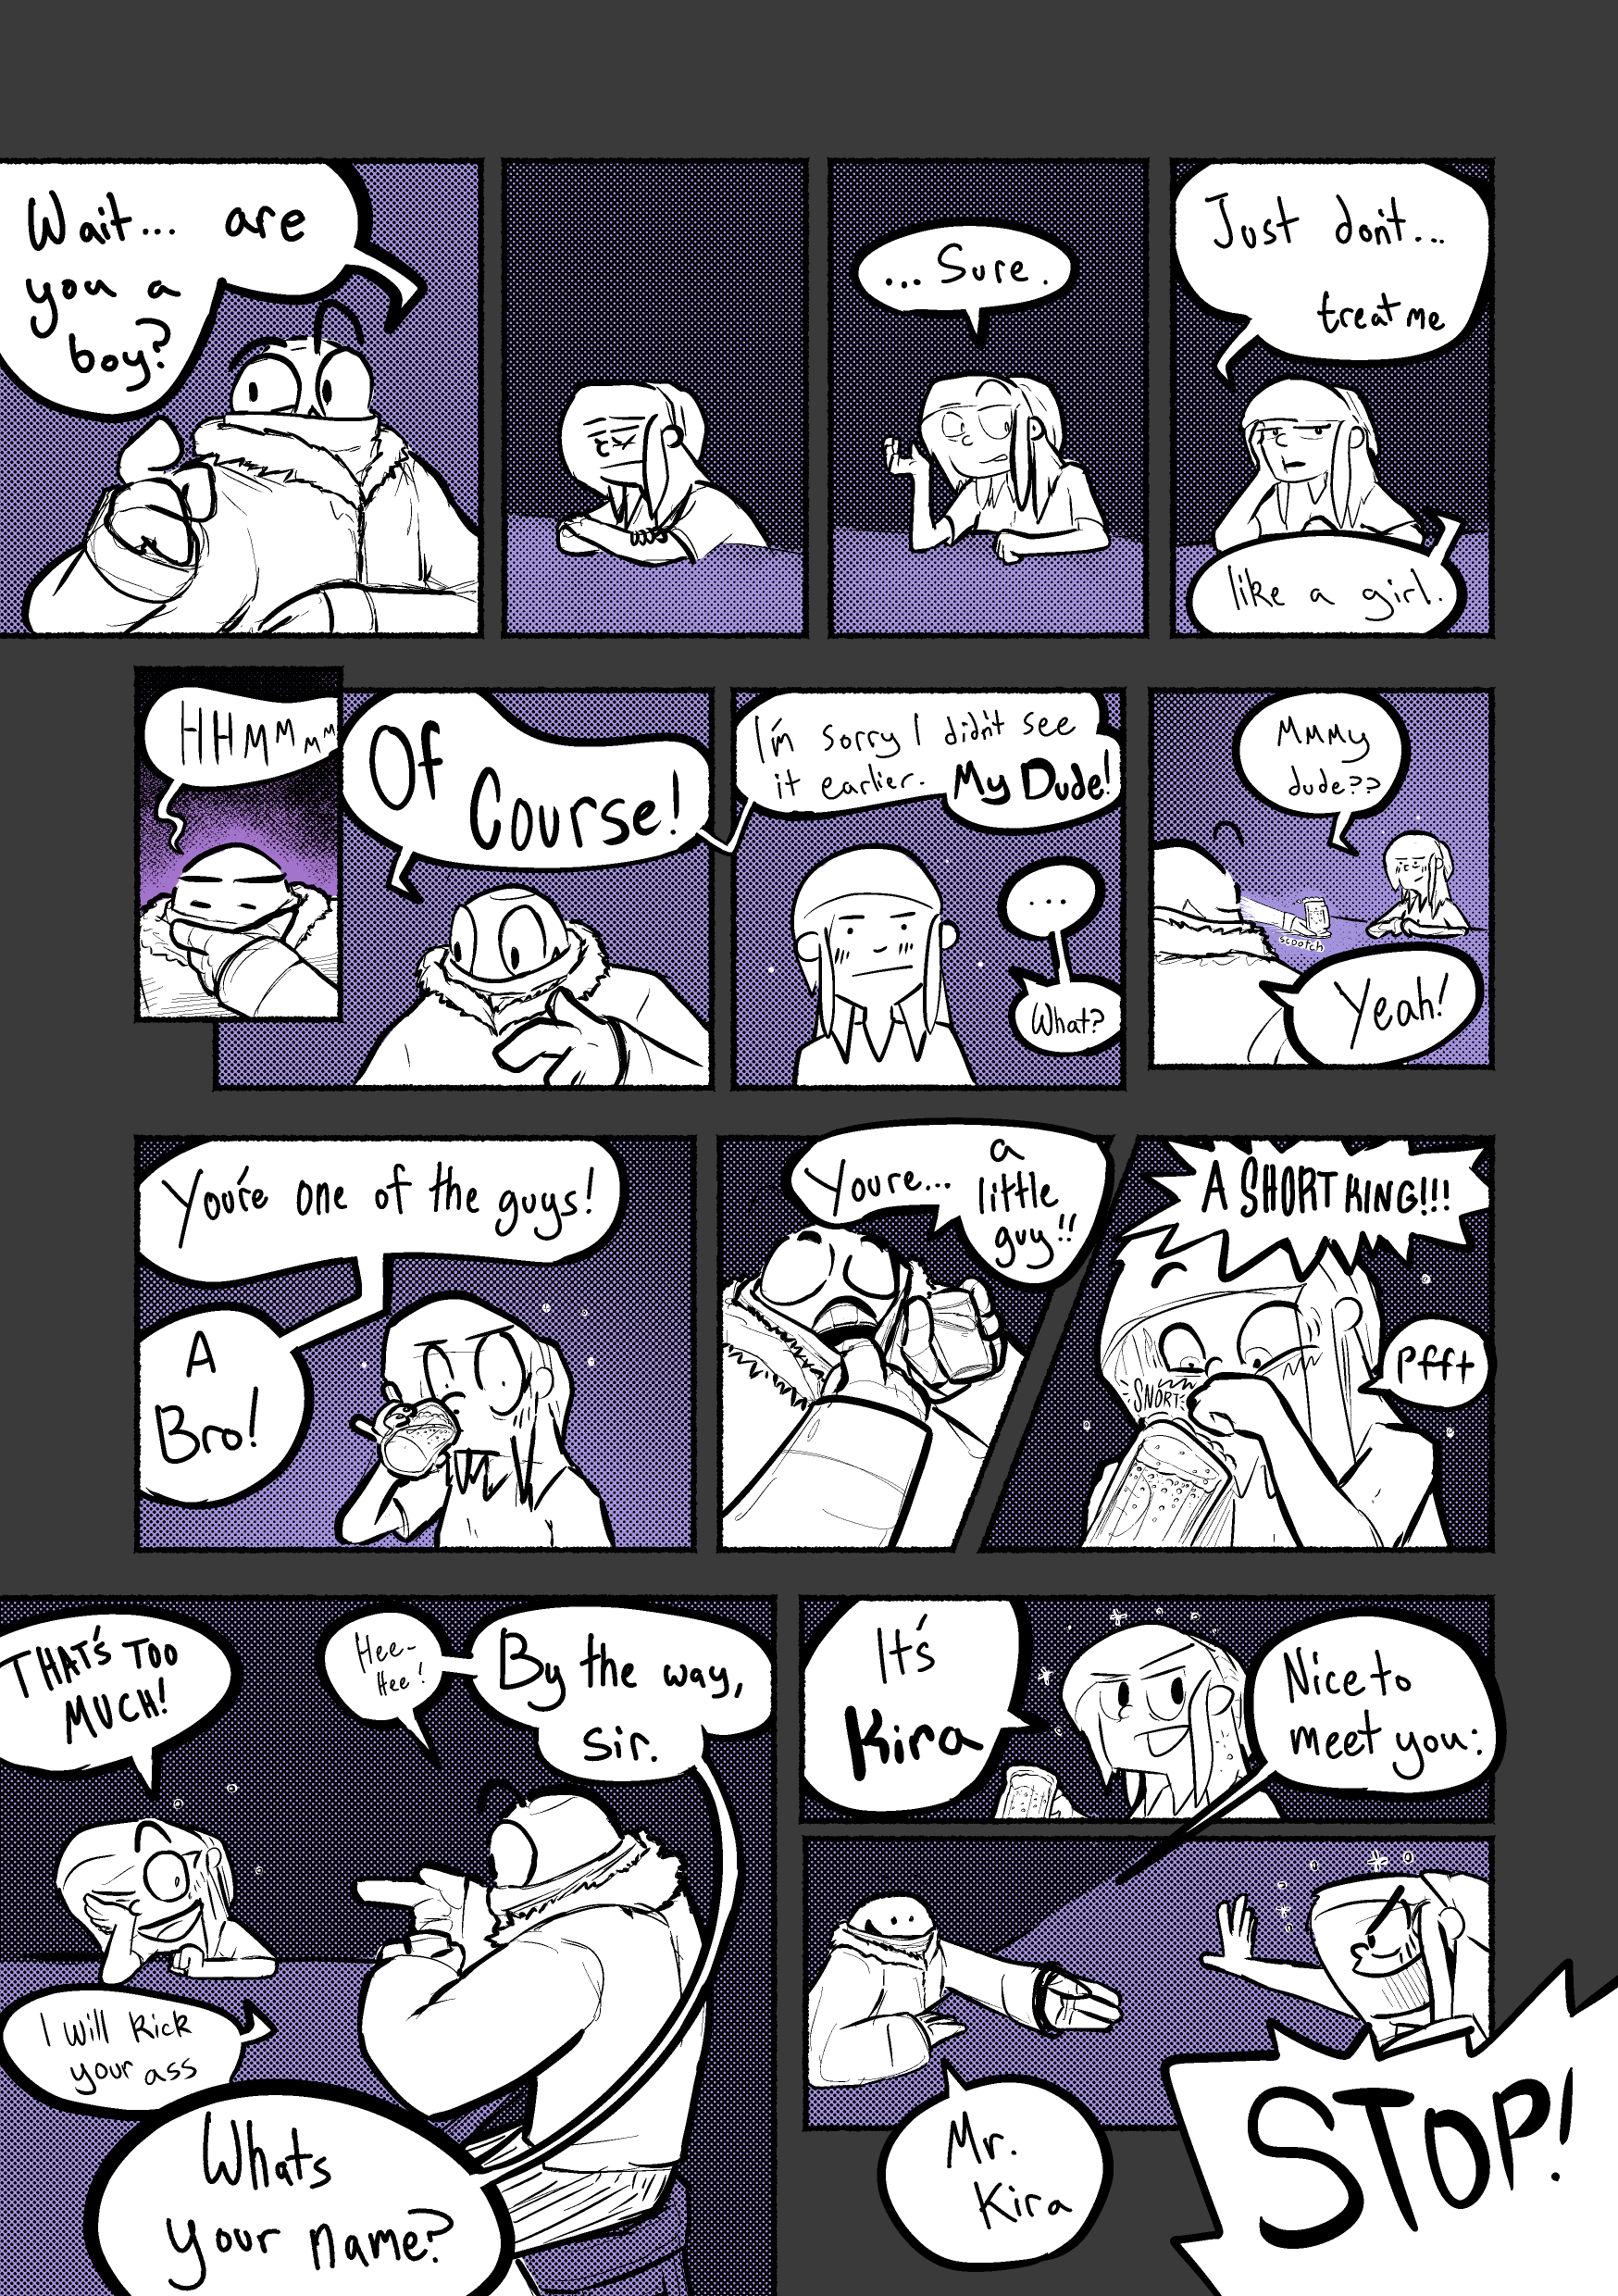 Wait... are
you a
boy?
...Sure.
Just don't...
treat me
like a girl.
HHMMMM
Of
Course!
I'm sorry I didn't see
it earlier. My Dude!
...
What?
MMMy
dude??
scootch
Yeah!
You're one of the guys!
A
Bro!
Youre... a
little
guy!!
A SHORT KING!!!
SNORT
Pfft
THAT'S TOO
MUCH!
Hee-
Hee!
By the way,
sir.
I will kick
your ass
Whats
your name?
It's
Kira
Nice to
meet you:
Mr.
Kira
STOP!